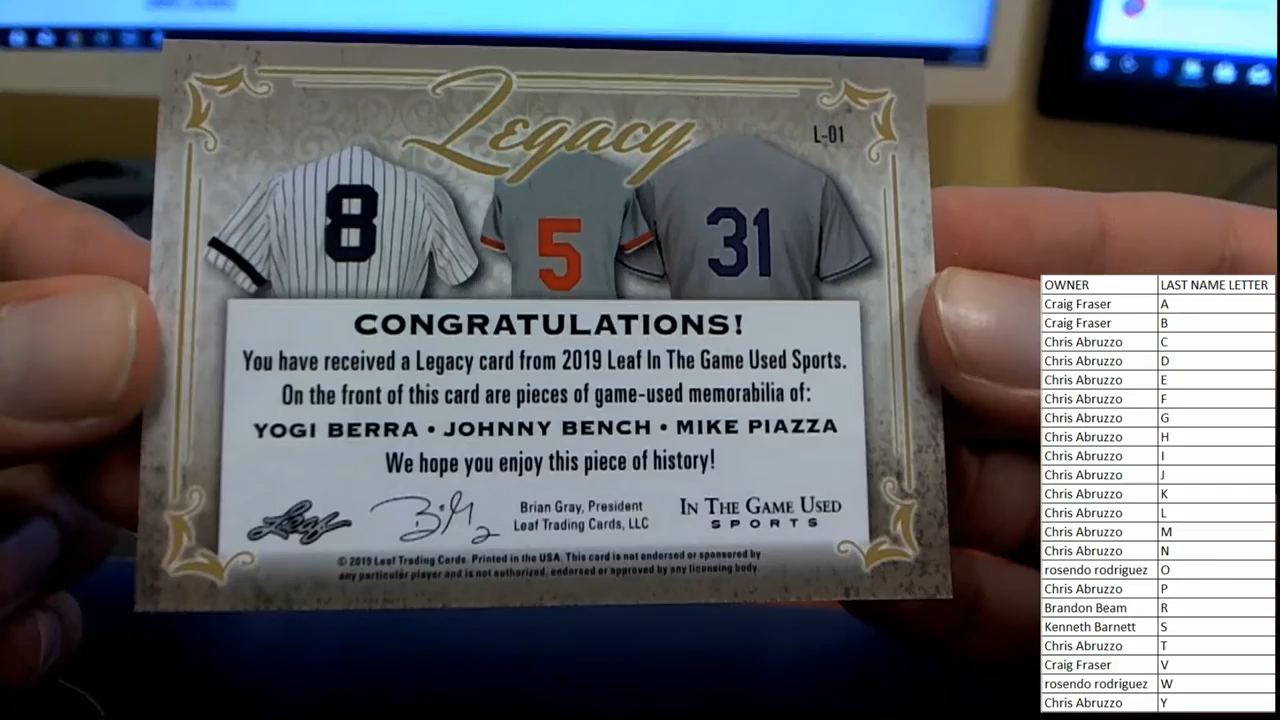 Legacy
L-01
8
5
31
CONGRATULATIONS!
You have received a Legacy card from 2019 Leaf In The Game Used Sports.
On the front of this card are pieces of game-used memorabilia of:
YOGI BERRA • JOHNNY BENCH • MIKE PIAZZA
We hope you enjoy this piece of history!
Leaf
Brian Gray, President
Leaf Trading Cards, LLC
IN THE GAME USED
SPORTS
© 2019 Leaf Trading Cards. Printed in the USA. This card is not endorsed or sponsored by
any particular player and is not authorized, endorsed or approved by any licensing body.
OWNER LAST NAME LETTER
Craig Fraser A
Craig Fraser B
Chris Abruzzo C
Chris Abruzzo D
Chris Abruzzo E
Chris Abruzzo F
Chris Abruzzo G
Chris Abruzzo H
Chris Abruzzo I
Chris Abruzzo J
Chris Abruzzo K
Chris Abruzzo L
Chris Abruzzo M
Chris Abruzzo N
rosendo rodriguez O
Chris Abruzzo P
Brandon Beam R
Kenneth Barnett S
Chris Abruzzo T
Craig Fraser V
rosendo rodriguez W
Chris Abruzzo Y